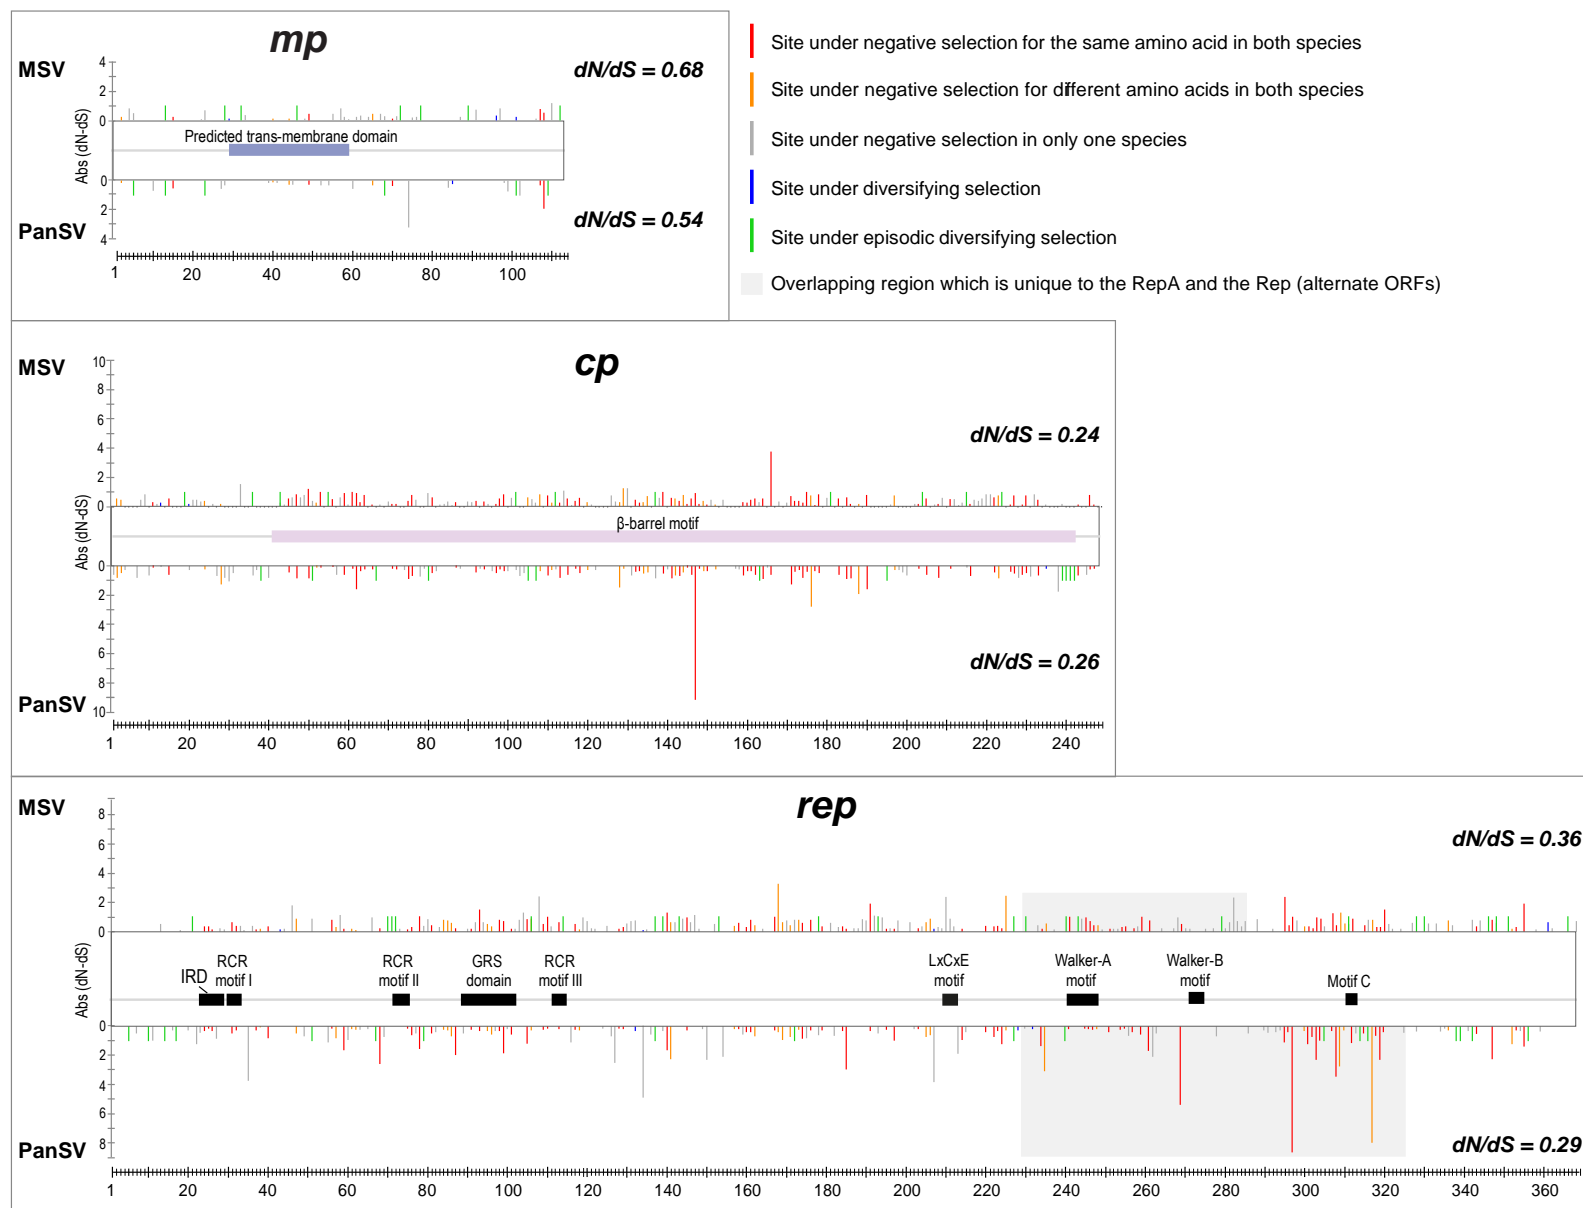 mp
MSV
dN/dS = 0.68
4
2
0
Predicted trans-membrane domain
Abs (dN-dS)
0
2
4
dN/dS = 0.54
PanSV
1 20 40 60 80 100
Site under negative selection for the same amino acid in both species
Site under negative selection for different amino acids in both species
Site under negative selection in only one species
Site under diversifying selection
Site under episodic diversifying selection
Overlapping region which is unique to the RepA and the Rep (alternate ORFs)
cp
MSV
10
8
6
4
2
0
dN/dS = 0.24
β-barrel motif
Abs (dN-dS)
0
2
4
6
8
10
dN/dS = 0.26
PanSV
1 20 40 60 80 100 120 140 160 180 200 220 240
rep
MSV
8
6
4
2
0
dN/dS = 0.36
IRD
RCR motif I
RCR motif II
GRS domain
RCR motif III
LxCxE motif
Walker-A motif
Walker-B motif
Motif C
Abs (dN-dS)
0
2
4
6
8
PanSV
dN/dS = 0.29
1 20 40 60 80 100 120 140 160 180 200 220 240 260 280 300 320 340 360